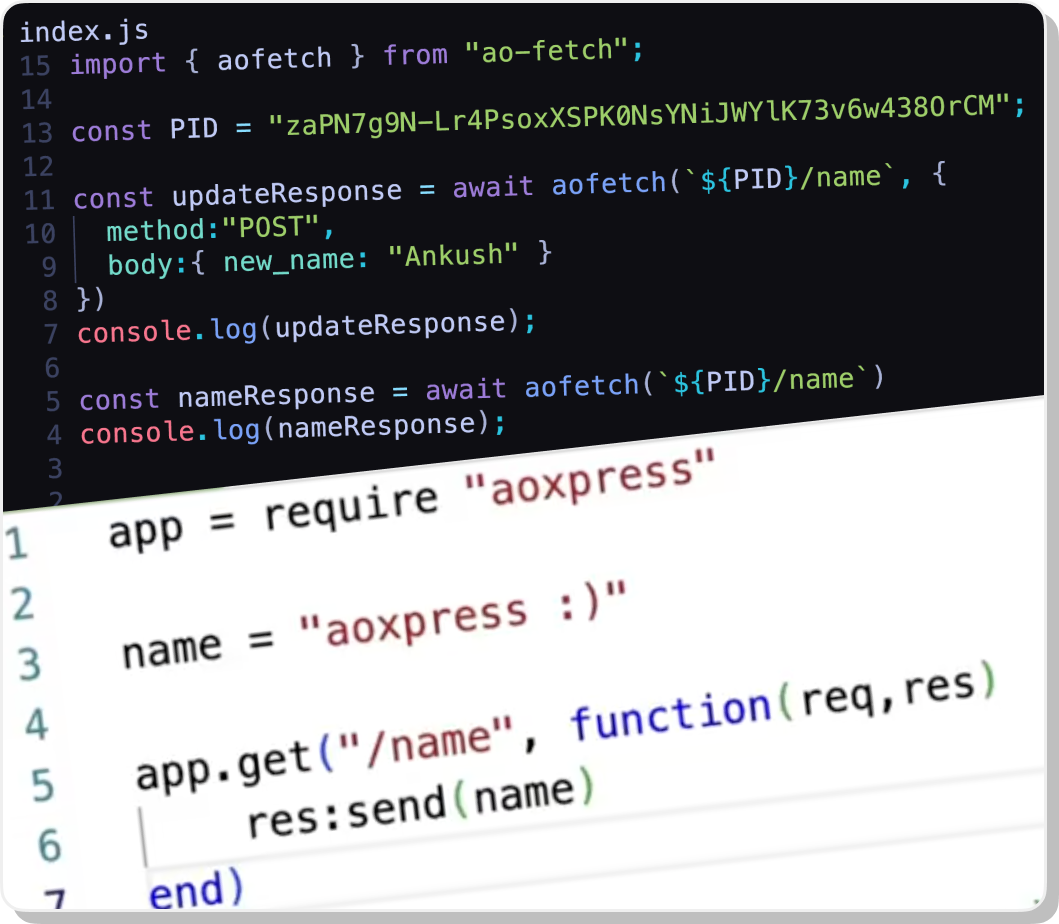 index.js
15 import { aofetch } from "ao-fetch";
14
13 const PID = "zaPN7g9N-Lr4PsoxXSPK0NsYNiJWYlK73v6w438OrCM";
12
11 const updateResponse = await aofetch(`${PID}/name`, {
10 method:"POST",
9 body:{ new_name: "Ankush" }
8 })
7 console.log(updateResponse);
6
5 const nameResponse = await aofetch(`${PID}/name`)
4 console.log(nameResponse);
3
2
1 app = require "aoxpress"
2
3 name = "aoxpress :)"
4
5 app.get("/name", function(req,res)
6 res:send(name)
7 end)